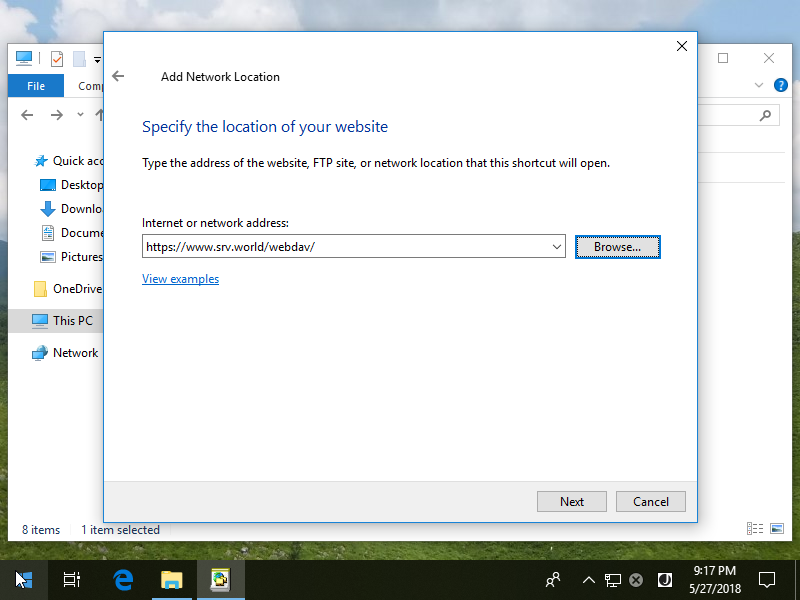 Add Network Location
File
Comp
Specify the location of your website
Type the address of the website, FTP site, or network location that this shortcut will open.
Quick acc
Desktop
Downlo
Docume
Pictures
OneDrive
This PC
Network
Internet or network address:
https://www.srv.world/webdav/
Browse...
View examples
Next
Cancel
8 items
1 item selected
9:17 PM
5/27/2018